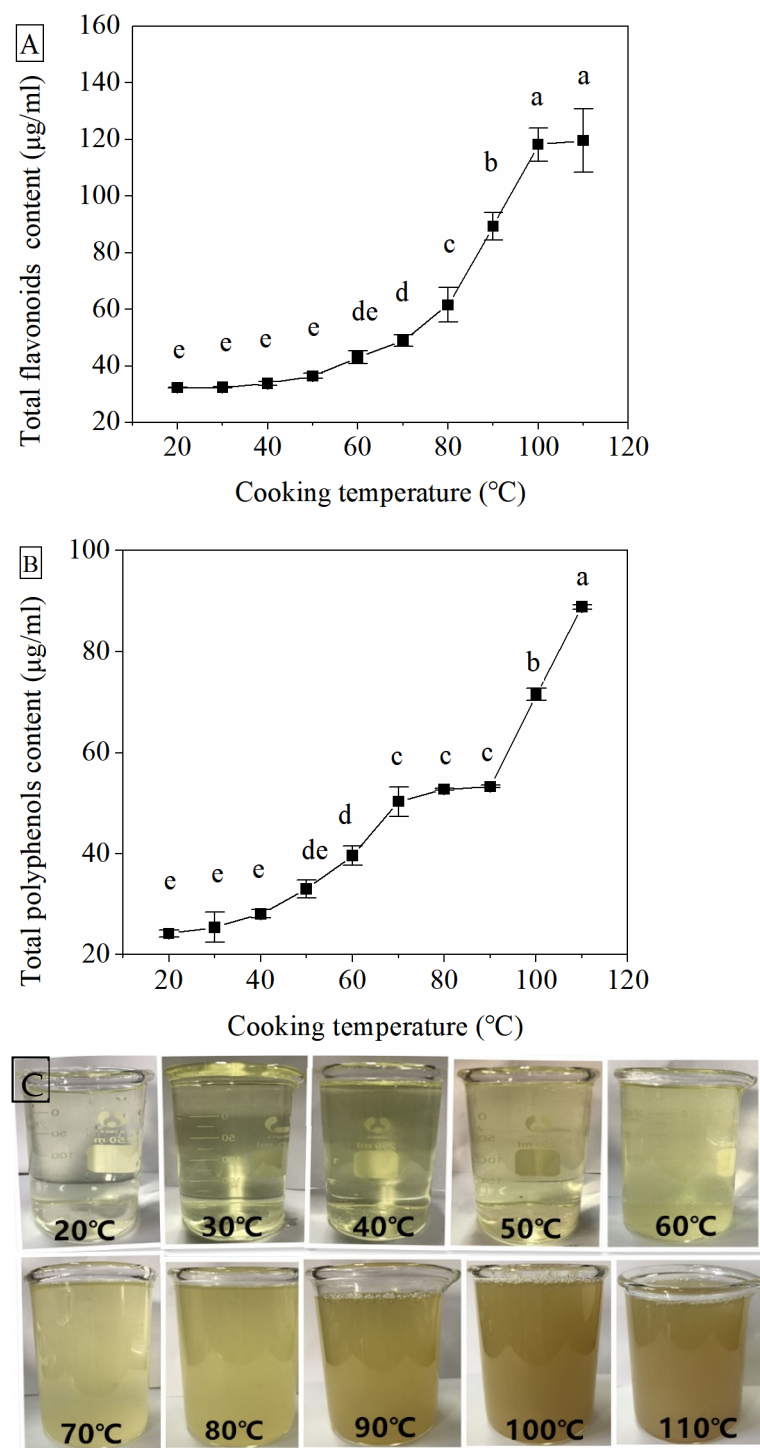 A
Total flavonoids content (μg/ml)
160
140
120
100
80
60
40
20
e e e e de d c b a a
20 40 60 80 100 120
Cooking temperature (℃)
B
Total polyphenols content (μg/ml)
100
80
60
40
20
e e e de d c c c b a
20 40 60 80 100 120
Cooking temperature (℃)
C
20℃ 30℃ 40℃ 50℃ 60℃
70℃ 80℃ 90℃ 100℃ 110℃